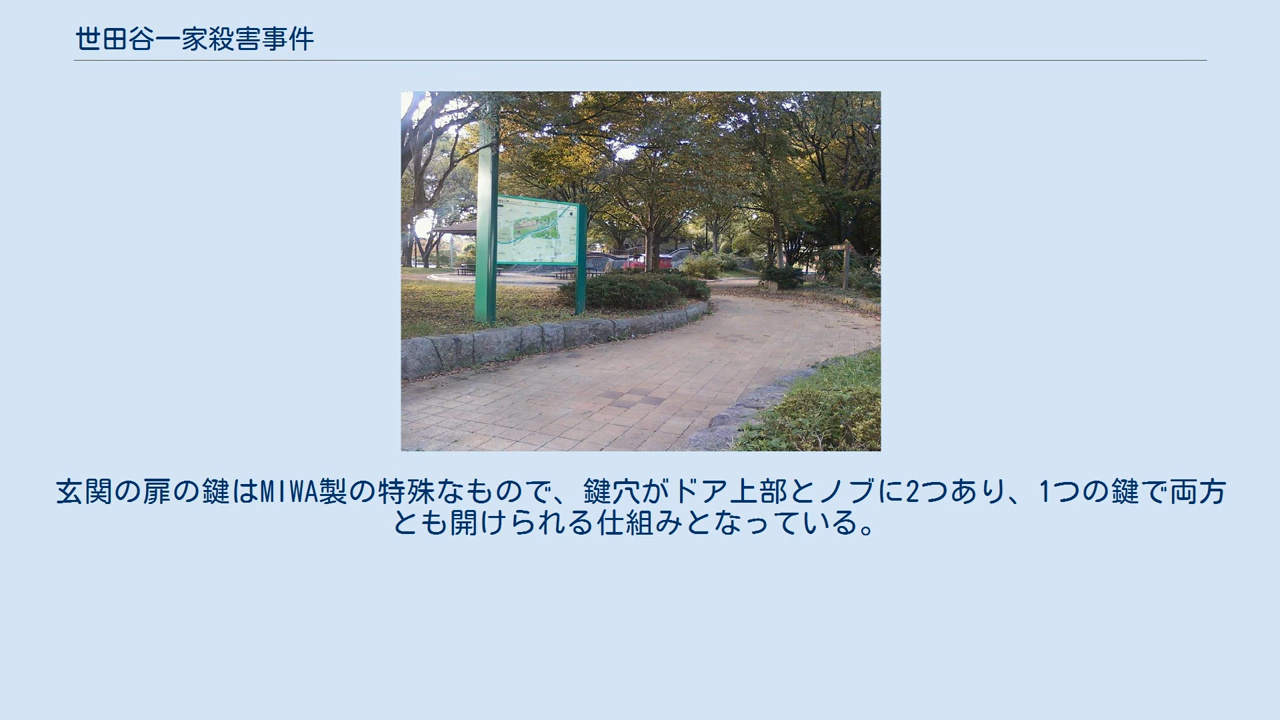 世田谷一家殺害事件
玄関の扉の鍵はMIWA製の特殊なもので、鍵穴がドア上部とノブに2つあり、1つの鍵で両方
とも開けられる仕組みとなっている。